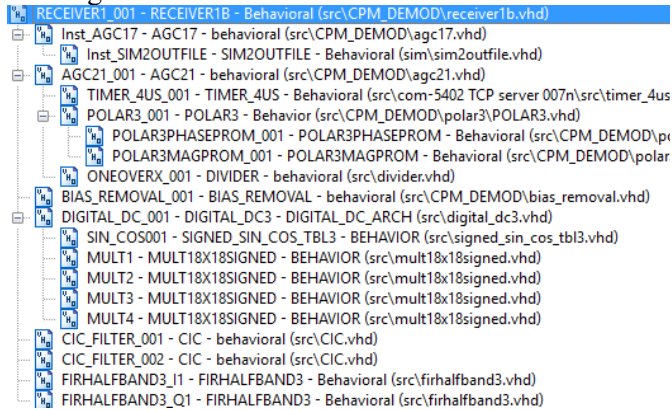 RECEIVER1_001 - RECEIVER1B - Behavioral (src\CPM_DEMOD\receiver1b.vhd)
Inst_AGC17 - AGC17 - behavioral (src\CPM_DEMOD\agc17.vhd)
Inst_SIM2OUTFILE - SIM2OUTFILE - Behavioral (sim\sim2outfile.vhd)
AGC21_001 - AGC21 - behavioral (src\CPM_DEMOD\agc21.vhd)
TIMER_4US_001 - TIMER_4US - Behavioral (src\com-5402 TCP server 007n\src\timer_4us
POLAR3_001 - POLAR3 - Behavior (src\CPM_DEMOD\polar3\POLAR3.vhd)
POLAR3PHASEPROM_001 - POLAR3PHASEPROM - Behavioral (src\CPM_DEMOD\po
POLAR3MAGPROM_001 - POLAR3MAGPROM - Behavioral (src\CPM_DEMOD\polar
ONEOVERX_001 - DIVIDER - behavioral (src\divider.vhd)
BIAS_REMOVAL_001 - BIAS_REMOVAL - behavioral (src\CPM_DEMOD\bias_removal.vhd)
DIGITAL_DC_001 - DIGITAL_DC3 - DIGITAL_DC_ARCH (src\digital_dc3.vhd)
SIN_COS001 - SIGNED_SIN_COS_TBL3 - BEHAVIOR (src\signed_sin_cos_tbl3.vhd)
MULT1 - MULT18X18SIGNED - BEHAVIOR (src\mult18x18signed.vhd)
MULT2 - MULT18X18SIGNED - BEHAVIOR (src\mult18x18signed.vhd)
MULT3 - MULT18X18SIGNED - BEHAVIOR (src\mult18x18signed.vhd)
MULT4 - MULT18X18SIGNED - BEHAVIOR (src\mult18x18signed.vhd)
CIC_FILTER_001 - CIC - behavioral (src\CIC.vhd)
CIC_FILTER_002 - CIC - behavioral (src\CIC.vhd)
FIRHALFBAND3_I1 - FIRHALFBAND3 - Behavioral (src\firhalfband3.vhd)
FIRHALFBAND3_Q1 - FIRHALFBAND3 - Behavioral (src\firhalfband3.vhd)